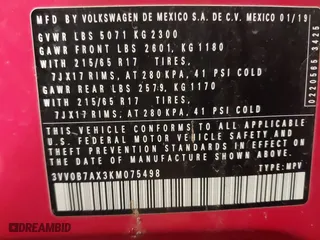 MFD BY VOLKSWAGEN DE MEXICO S.A. DE C.V. MEXICO 01/19
GVWR LBS 5071 KG 2300
GAWR FRONT LBS 2601, KG 1180
WITH 215/65 R17 TIRES,
7JX17 RIMS, AT 280 KPA, 41 PSI COLD
GAWR REAR LBS 2579, KG 1170
WITH 215/65 R17 TIRES,
7JX17 RIMS, AT 280 KPA, 41 PSI COLD
THIS VEHICLE CONFORMS TO ALL APPLICABLE
U.S. FEDERAL MOTOR VEHICLE SAFETY AND
THEFT PREVENTION STANDARDS IN EFFECT ON THE
DATE OF MANUFACTURE SHOWN ABOVE.
3VV0B7AX3KM075498 TYPE: MPV
0220565 3425
DREAMBID